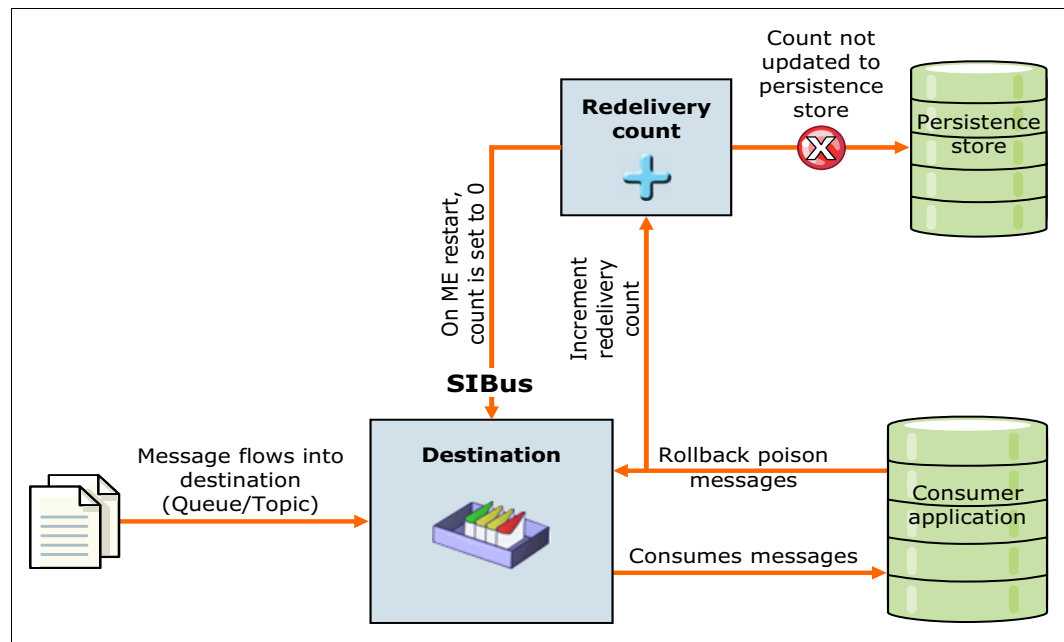 Count not
updated to
persistence
store
Redelivery
count
Persistence
store
On ME restart,
count is set to 0
Increment
redelivery
count
SIBus
Message flows into
destination
(Queue/Topic)
Destination
Rollback poison
messages
Consumer
application
Consumes messages
X